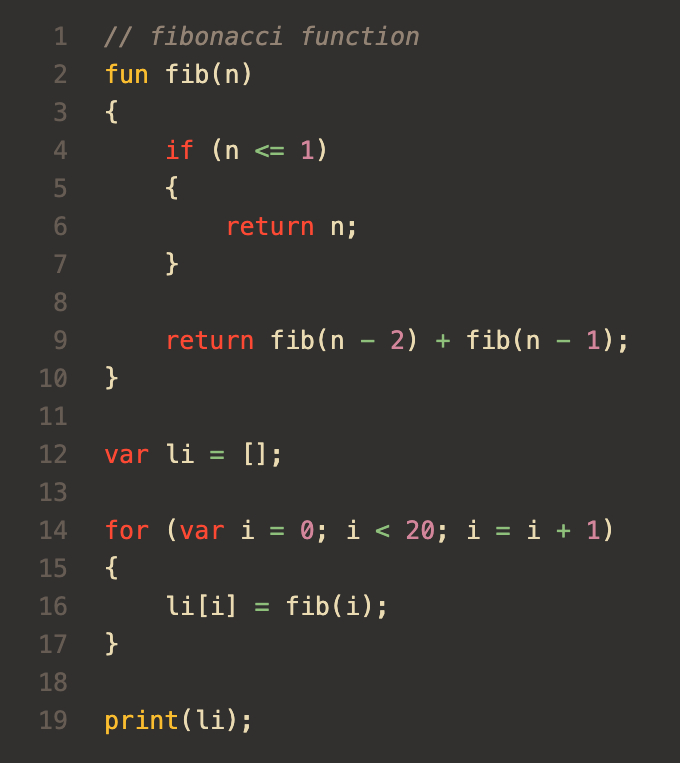 1 // fibonacci function
2 fun fib(n)
3 {
4     if (n <= 1)
5     {
6         return n;
7     }
8
9     return fib(n - 2) + fib(n - 1);
10 }
11
12 var li = [];
13
14 for (var i = 0; i < 20; i = i + 1)
15 {
16     li[i] = fib(i);
17 }
18
19 print(li);